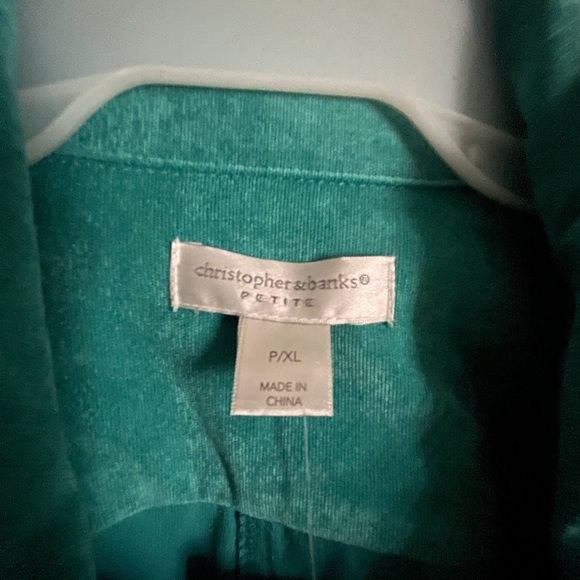 christopher&banks®
PETITE
P/XL
MADE IN
CHINA